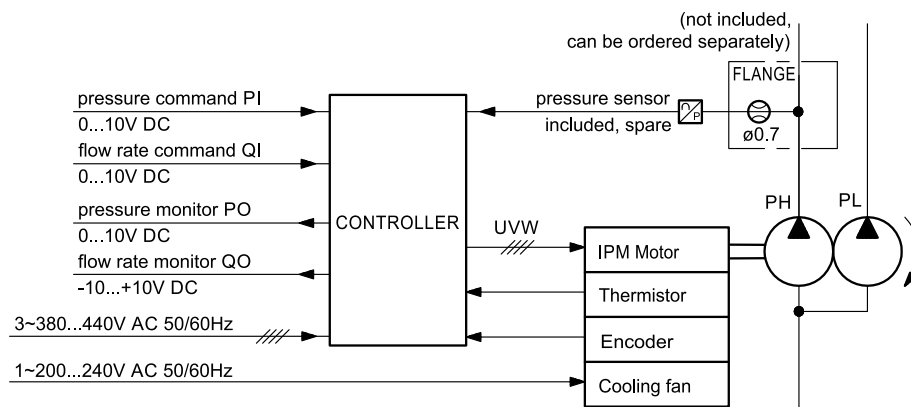 (not included,
can be ordered separately)
FLANGE
pressure command PI
0...10V DC
pressure sensor
included, spare
P
ø0.7
flow rate command QI
0...10V DC
pressure monitor PO
0...10V DC
CONTROLLER
UVW
PH
PL
IPM Motor
flow rate monitor QO
-10...+10V DC
Thermistor
3~380...440V AC 50/60Hz
Encoder
1~200...240V AC 50/60Hz
Cooling fan